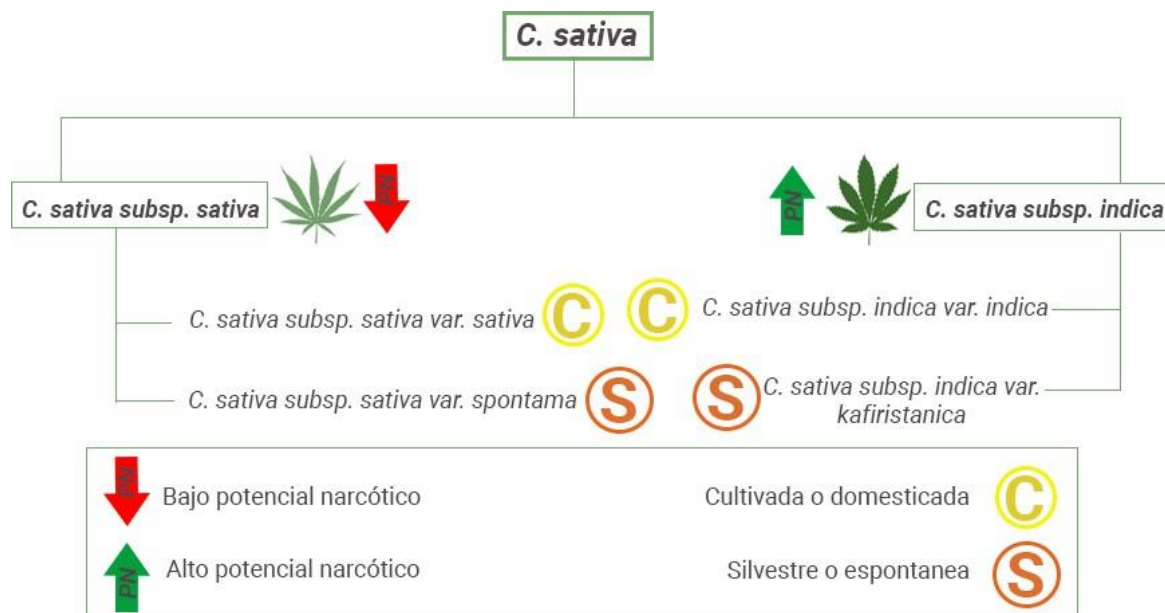 C. sativa
C. sativa subsp. sativa
PN
PN
C. sativa subsp. indica
C. sativa subsp. sativa var. sativa
C
C
C. sativa subsp. indica var. indica
C. sativa subsp. sativa var. spontama
S
S
C. sativa subsp. indica var.
kafiristanica
PN
Bajo potencial narcótico
Cultivada o domesticada
C
PN
Alto potencial narcótico
Silvestre o espontanea
S